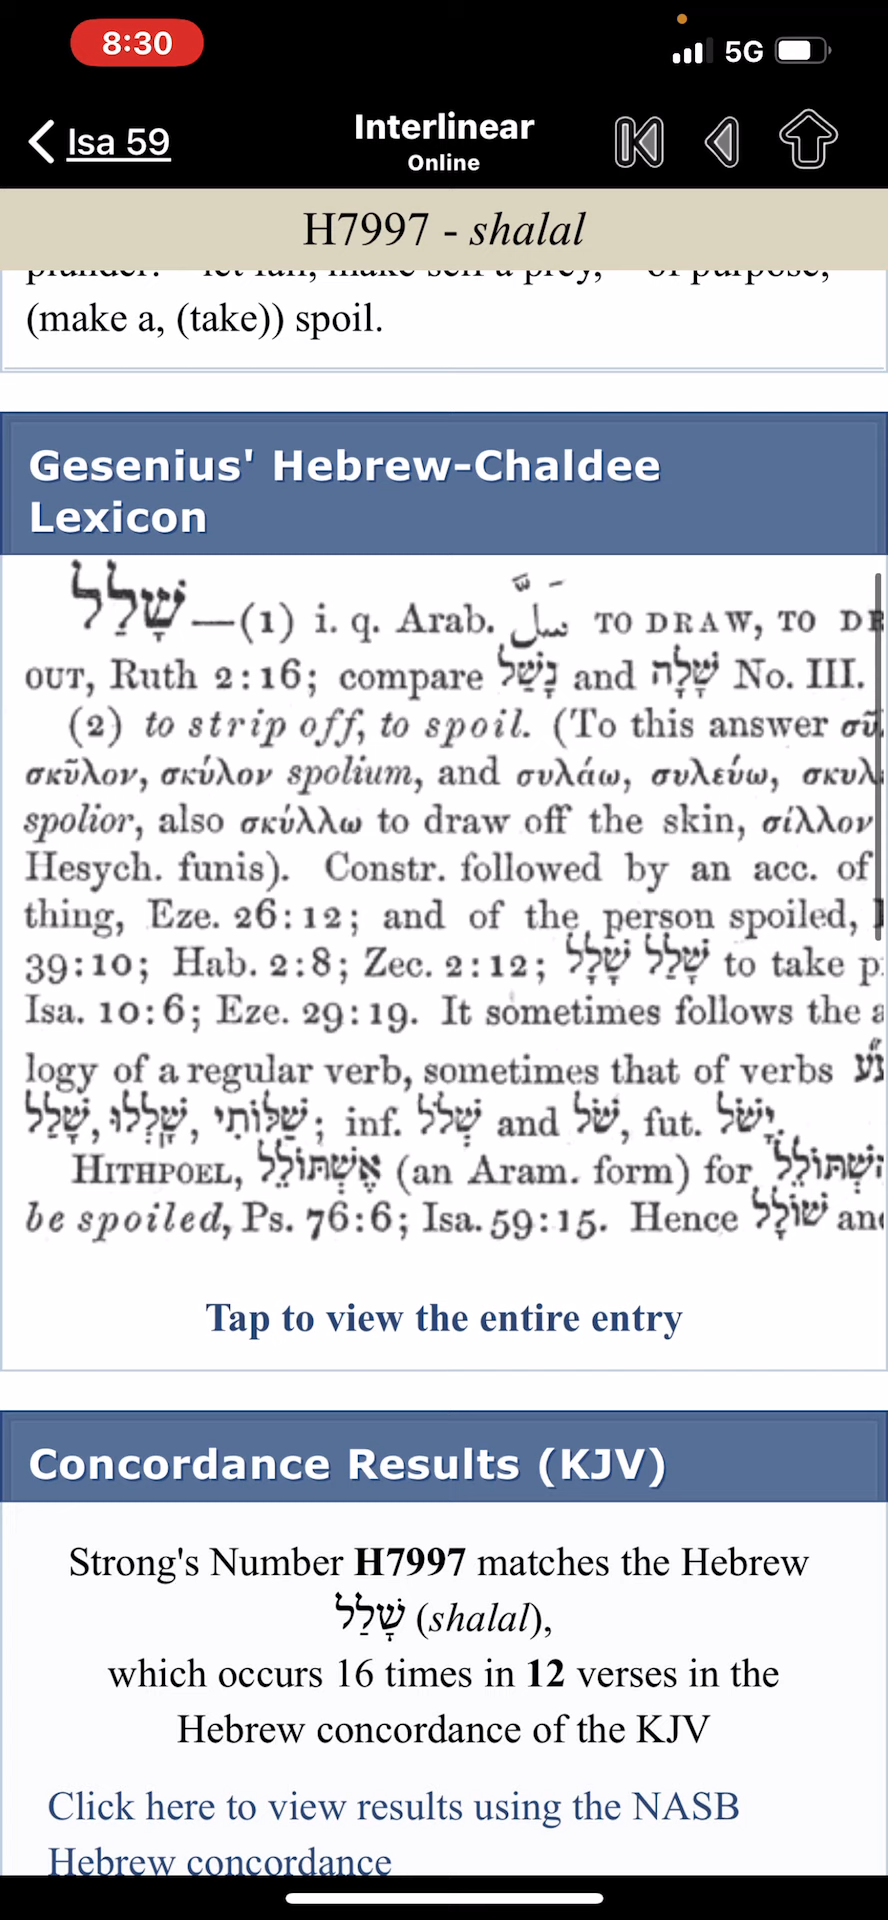 8:30
5G
Isa 59
Interlinear
Online
H7997 - shalal
let fall, make self a prey, of purpose,
(make a, (take)) spoil.
Gesenius' Hebrew-Chaldee
Lexicon
שָׁלַל—(1) i. q. Arab. TO DRAW, TO
OUT, Ruth 2:16; compare נָשַׁל and שָׁלָה No. III.
(2) to strip off, to spoil. (To this answer
σκῦλον, σκύλον spolium, and συλάω, συλεύω,
spolior, also σκύλλω to draw off the skin, σίλλον
Hesych. funis). Constr. followed by an acc. of
thing, Eze. 26:12; and of the person spoiled,
39:10; Hab. 2:8; Zec. 2:12; שָׁלַל שָׁלָל to take
Isa. 10:6; Eze. 29:19. It sometimes follows the
logy of a regular verb, sometimes that of verbs
שָׁלַל, שָׁלְלוּ, שַׁלּוֹתִי; inf. שְׁלֹל and שֹׁל, fut. יָשֹׁל.
HITHPOEL, אֶשְׁתּוֹלֵל (an Aram. form) for
be spoiled, Ps. 76:6; Isa. 59:15. Hence שׁוֹלָל
Tap to view the entire entry
Concordance Results (KJV)
Strong's Number H7997 matches the Hebrew
שָׁלַל (shalal),
which occurs 16 times in 12 verses in the
Hebrew concordance of the KJV
Click here to view results using the NASB
Hebrew concordance